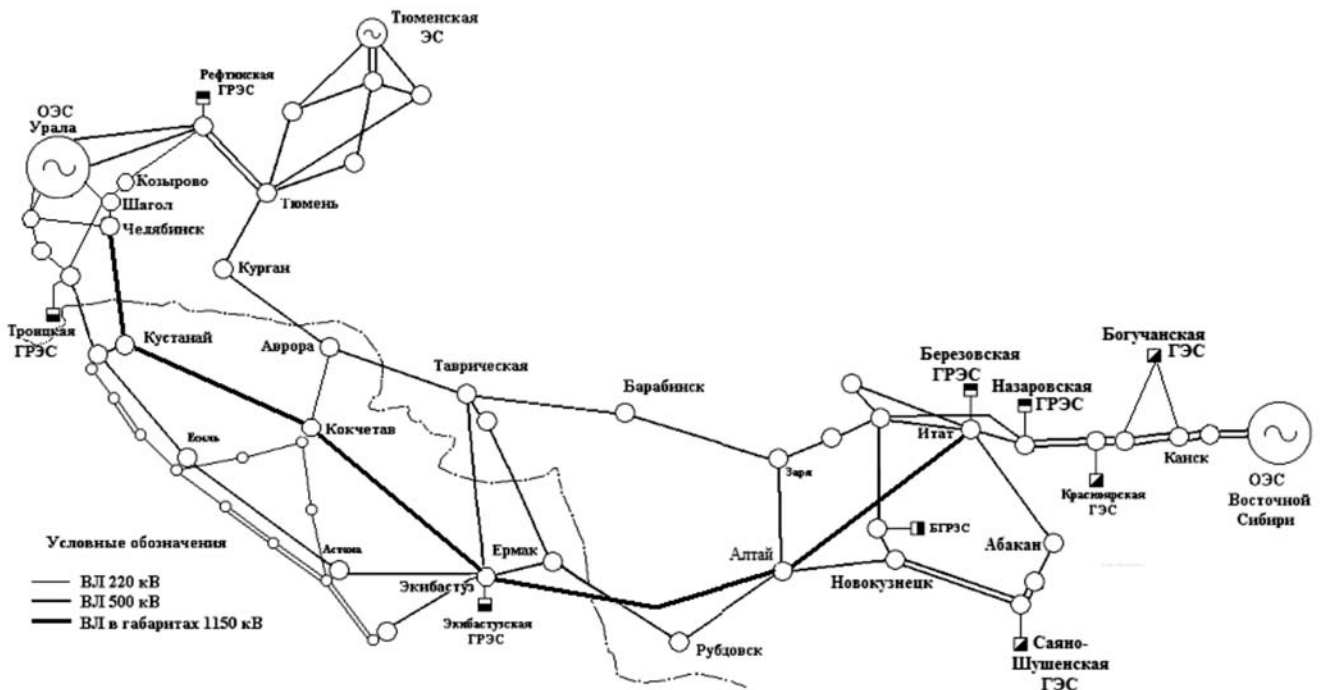 Тюменская
ЭС
Рефтинская
ГРЭС
ОЭС
Урала
Козырово
Шагол
Челябинск
Тюмень
Курган
Троицкая
ГРЭС
Кустанай
Аврора
Таврическая
Барабинск
Березовская
ГРЭС
Назаровская
ГРЭС
Богучанская
ГЭС
Кокчетав
Есиль
Заря
Итат
Канск
Красноярская
ГЭС
ОЭС
Восточной
Сибири
БГРЭС
Абакан
Условные обозначения
ВЛ 220 кВ
ВЛ 500 кВ
ВЛ в габаритах 1150 кВ
Астана
Экибастуз
Ермак
Алтай
Новокузнецк
Экибастузская
ГРЭС
Рубцовск
Саяно-
Шушенская
ГЭС